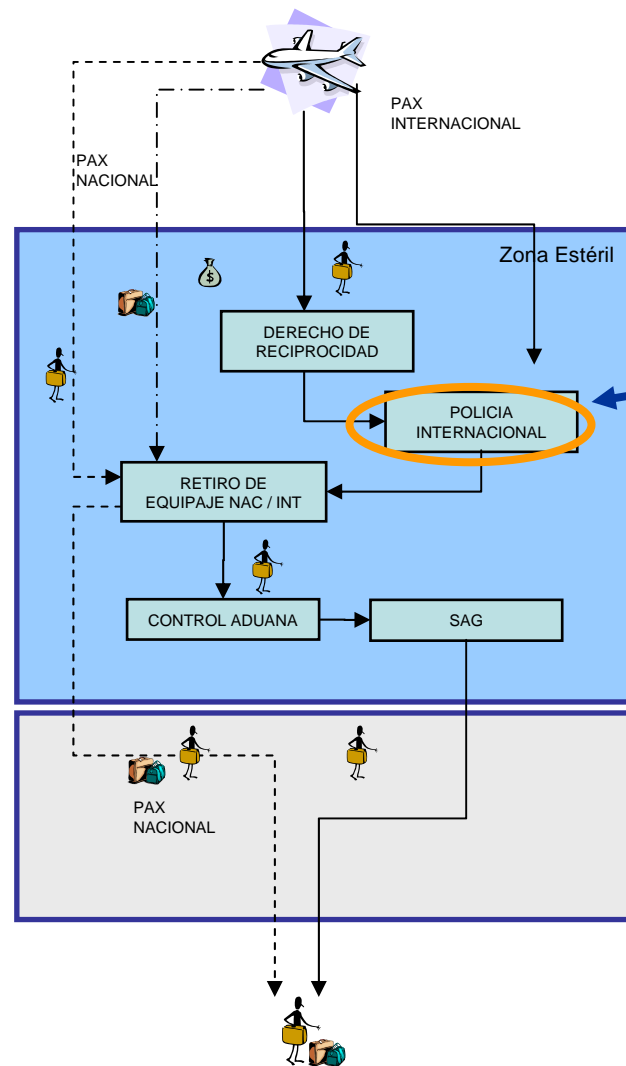 PAX
INTERNACIONAL
PAX
NACIONAL
Zona Estéril
$
DERECHO DE
RECIPROCIDAD
POLICIA
INTERNACIONAL
RETIRO DE
EQUIPAJE NAC / INT
CONTROL ADUANA
SAG
PAX
NACIONAL